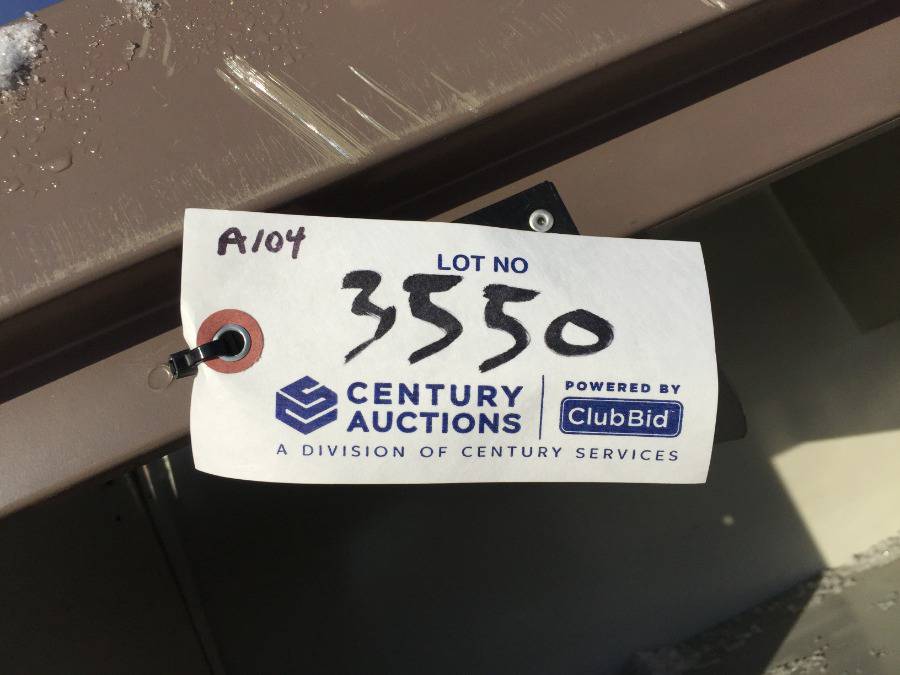 A104
LOT NO
3550
CENTURY
AUCTIONS
POWERED BY
ClubBid
A DIVISION OF CENTURY SERVICES